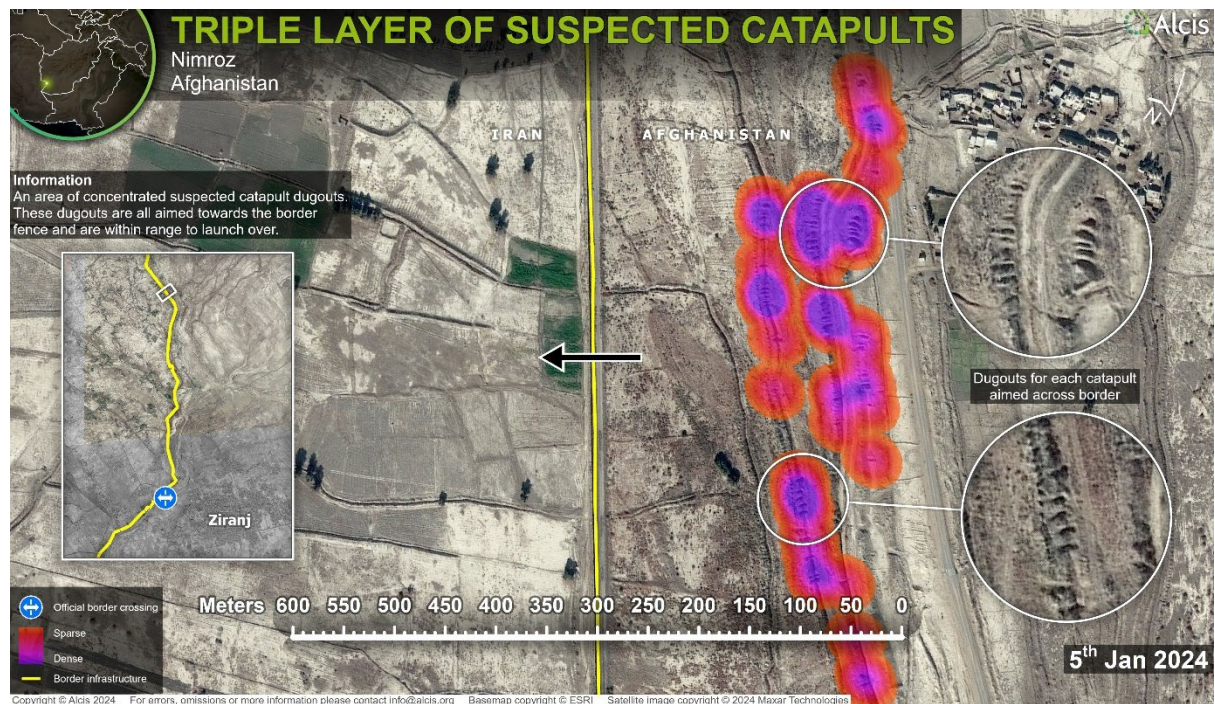 TRIPLE LAYER OF SUSPECTED CATAPULTS
Nimroz
Afghanistan
Alcis
N
IRAN
AFGHANISTAN
Information
An area of concentrated suspected catapult dugouts.
These dugouts are all aimed towards the border
fence and are within range to launch over.
Dugouts for each catapult
aimed across border
Ziranj
Official border crossing
Sparse
Dense
Border infrastructure
Meters 600 550 500 450 400 350 300 250 200 150 100 50 0
5th Jan 2024
Copyright © Alcis 2024 For errors, omissions or more information please contact info@alcis.org Basemap copyright © ESRI Satellite image copyright © 2024 Maxar Technologies